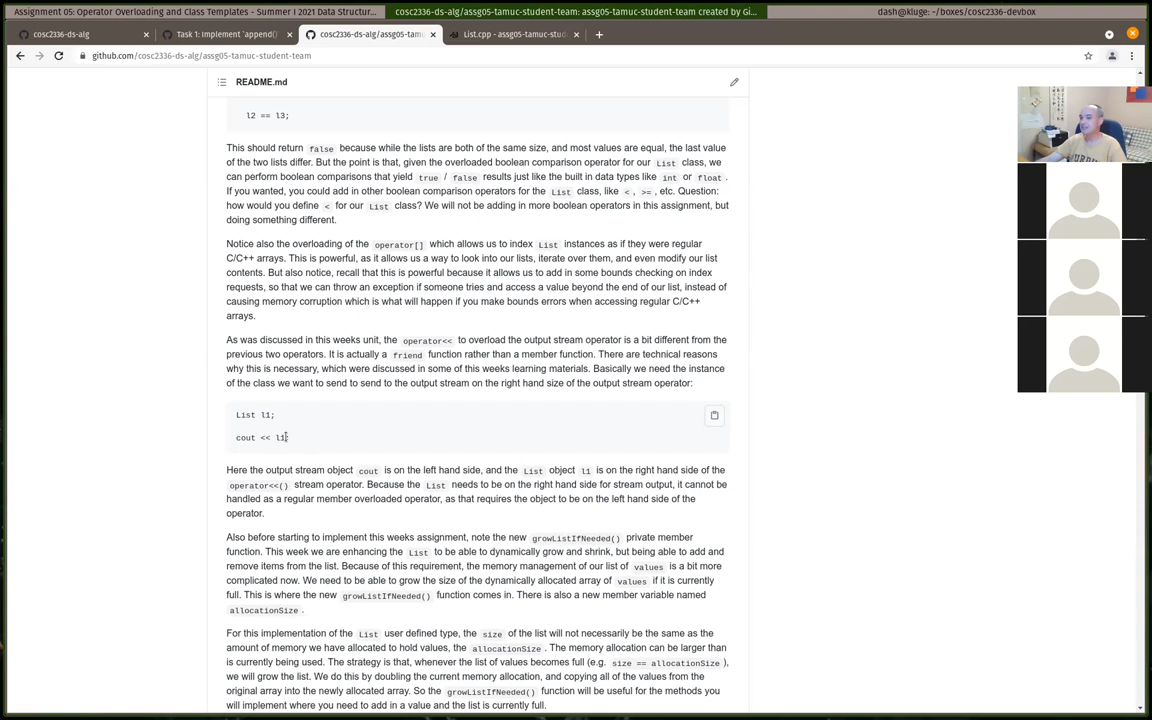 Assignment 05: Operator Overloading and Class Templates - Summer I 2021 Data Structur...
cosc2336-ds-alg/assg05-tamuc-student-team: assg05-tamuc-student-team created by Gi...
dash@kluge: ~/boxes/cosc2336-devbox
cosc2336-ds-alg
Task 1: Implement `append()
cosc2336-ds-alg/assg05-tamu
List.cpp - assg05-tamuc-stud
github.com/cosc2336-ds-alg/assg05-tamuc-student-team
README.md
l2 == l3;
This should return false because while the lists are both of the same size, and most values are equal, the last value
of the two lists differ. But the point is that, given the overloaded boolean comparison operator for our List class, we
can perform boolean comparisons that yield true / false results just like the built in data types like int or float .
If you wanted, you could add in other boolean comparison operators for the List class, like < , >= , etc. Question:
how would you define < for our List class? We will not be adding in more boolean operators in this assignment, but
doing something different.
Notice also the overloading of the operator[] which allows us to index List instances as if they were regular
C/C++ arrays. This is powerful, as it allows us a way to look into our lists, iterate over them, and even modify our list
contents. But also notice, recall that this is powerful because it allows us to add in some bounds checking on index
requests, so that we can throw an exception if someone tries and access a value beyond the end of our list, instead of
causing memory corruption which is what will happen if you make bounds errors when accessing regular C/C++
arrays.
As was discussed in this weeks unit, the operator<< to overload the output stream operator is a bit different from the
previous two operators. It is actually a friend function rather than a member function. There are technical reasons
why this is necessary, which were discussed in some of this weeks learning materials. Basically we need the instance
of the class we want to send to send to the output stream on the right hand size of the output stream operator:
List l1;
cout << l1;
Here the output stream object cout is on the left hand side, and the List object l1 is on the right hand side of the
operator<<() stream operator. Because the List needs to be on the right hand side for stream output, it cannot be
handled as a regular member overloaded operator, as that requires the object to be on the left hand side of the
operator.
Also before starting to implement this weeks assignment, note the new growListIfNeeded() private member
function. This week we are enhancing the List to be able to dynamically grow and shrink, but being able to add and
remove items from the list. Because of this requirement, the memory management of our list of values is a bit more
complicated now. We need to be able to grow the size of the dynamically allocated array of values if it is currently
full. This is where the new growListIfNeeded() function comes in. There is also a new member variable named
allocationSize .
For this implementation of the List user defined type, the size of the list will not necessarily be the same as the
amount of memory we have allocated to hold values, the allocationSize . The memory allocation can be larger than
is currently being used. The strategy is that, whenever the list of values becomes full (e.g. size == allocationSize ),
we will grow the list. We do this by doubling the current memory allocation, and copying all of the values from the
original array into the newly allocated array. So the growListIfNeeded() function will be useful for the methods you
will implement where you need to add in a value and the list is currently full.